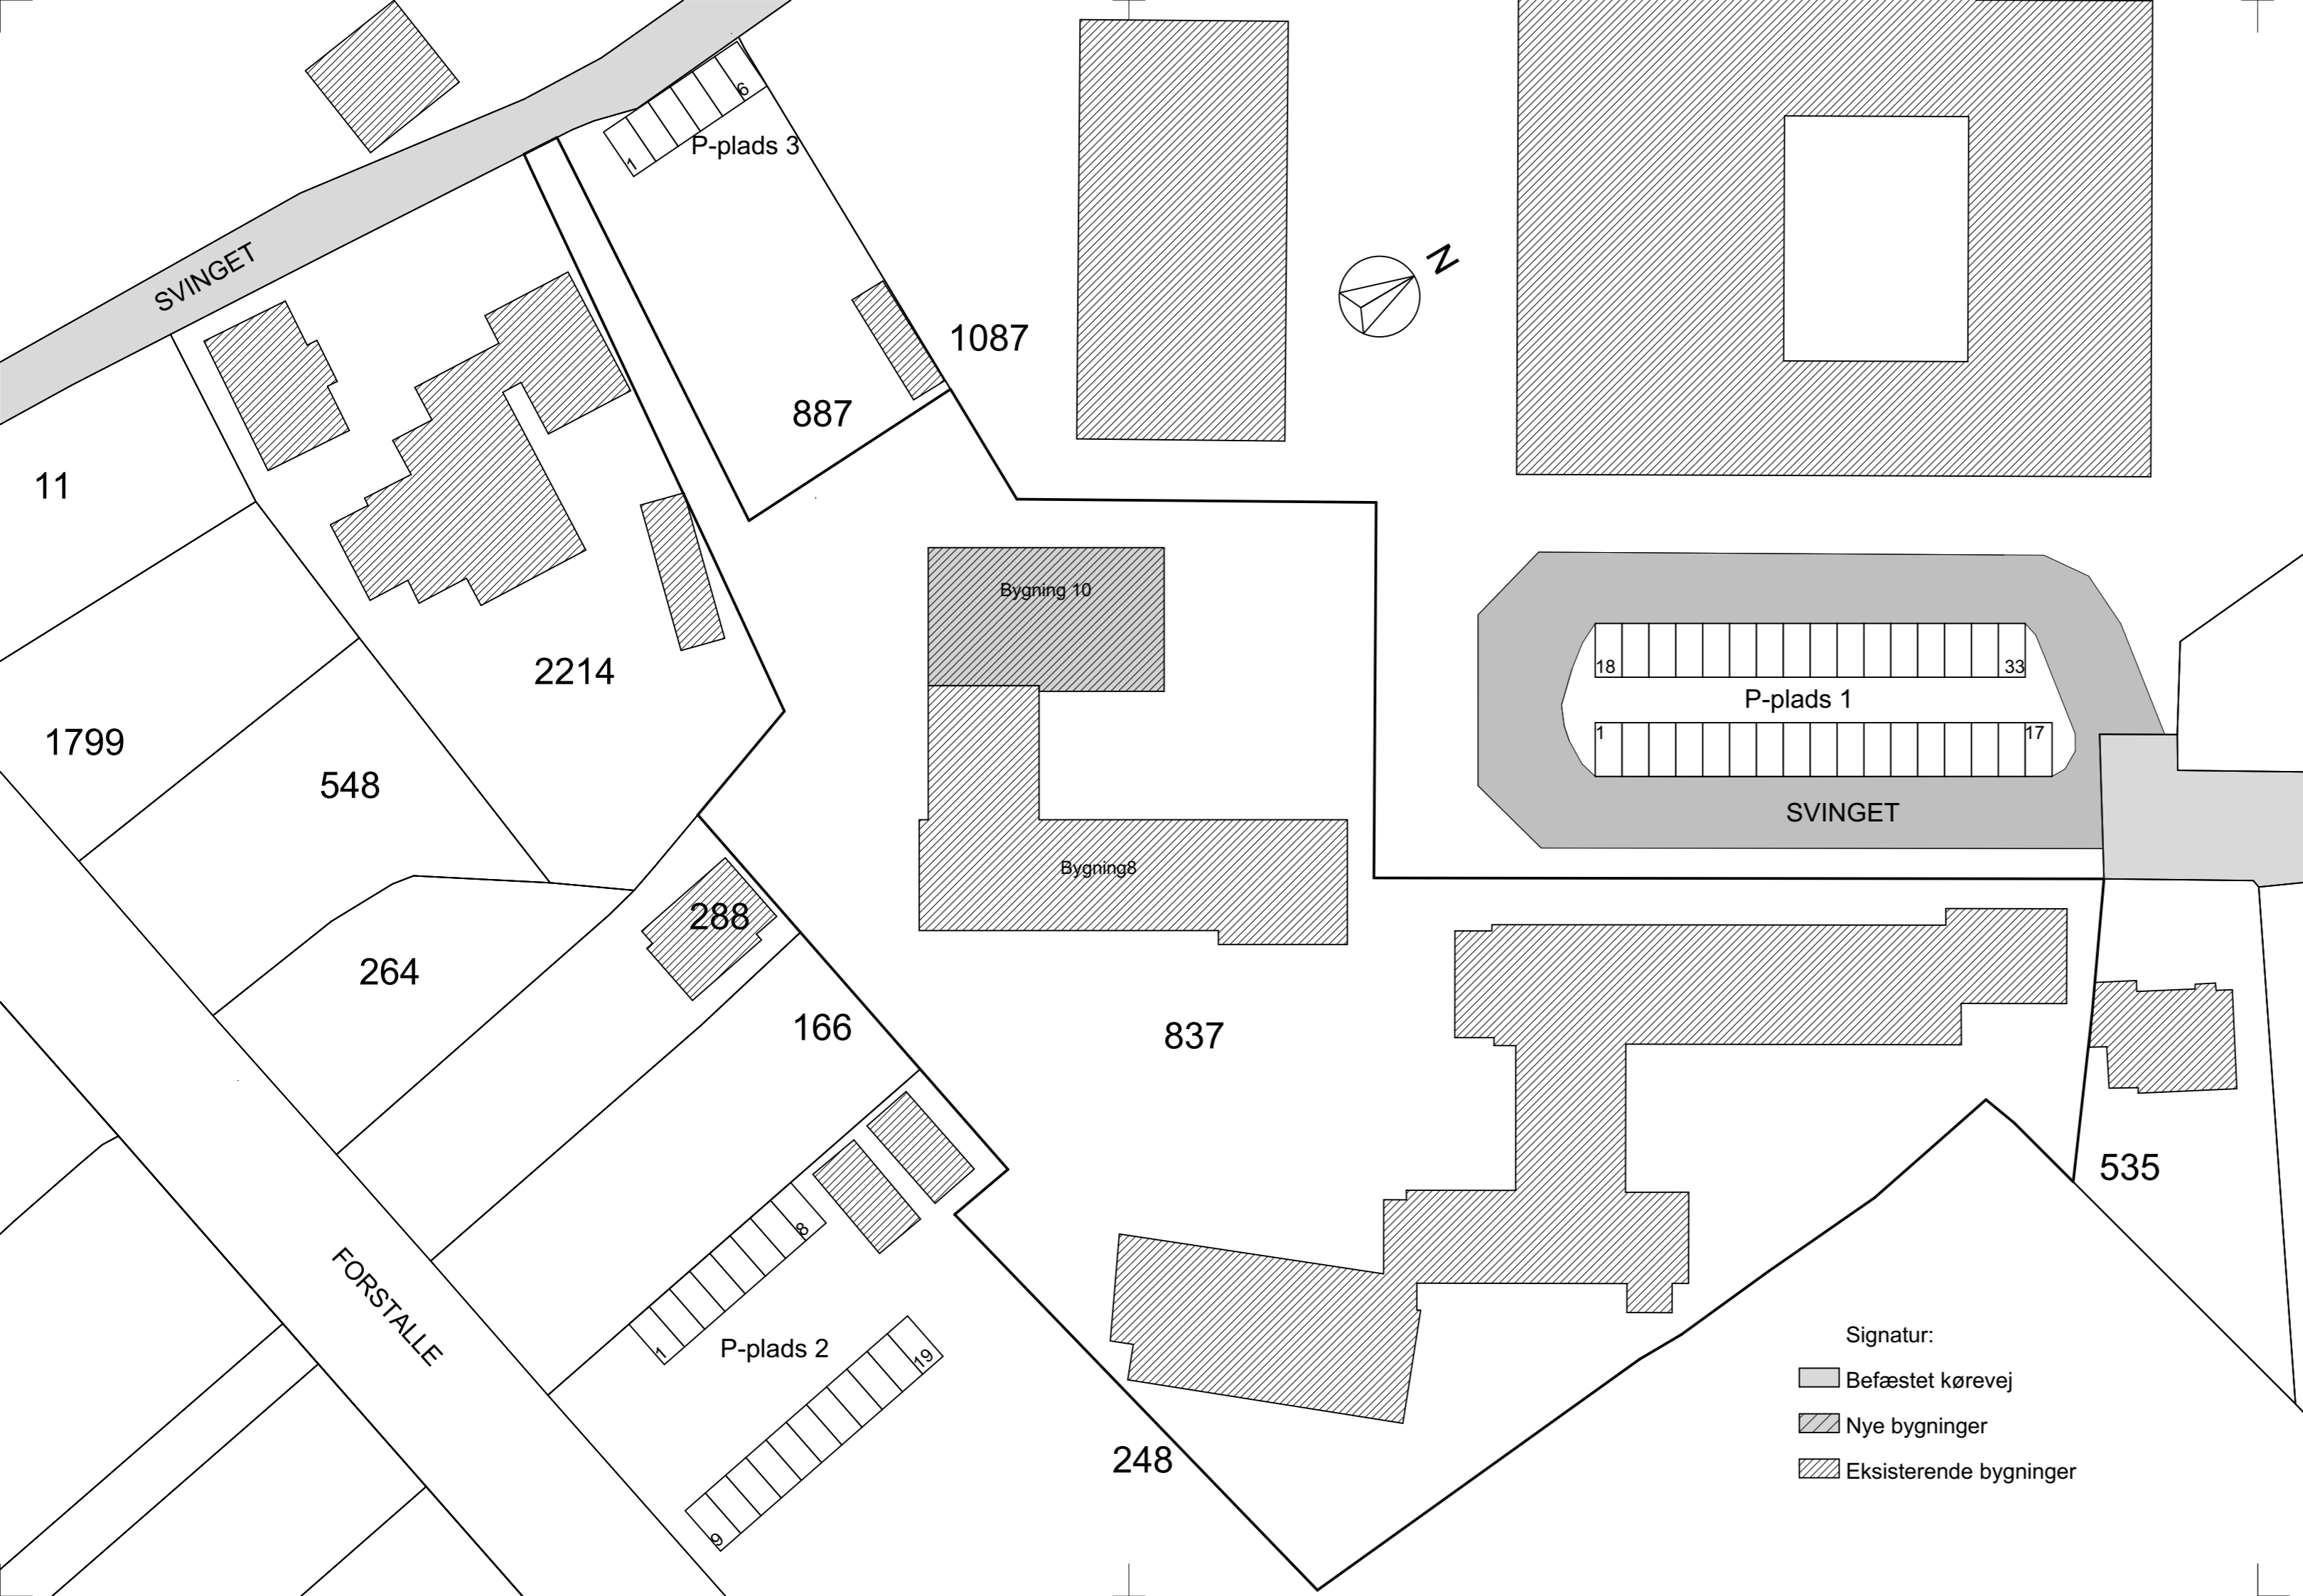 6
1
P-plads 3
SVINGET
N
1087
887
11
Bygning 10
2214
18
33
P-plads 1
1
17
1799
548
SVINGET
Bygning8
288
264
166
837
535
8
FORSTALLE
1
P-plads 2
19
9
248
Signatur:
Befæstet kørevej
Nye bygninger
Eksisterende bygninger